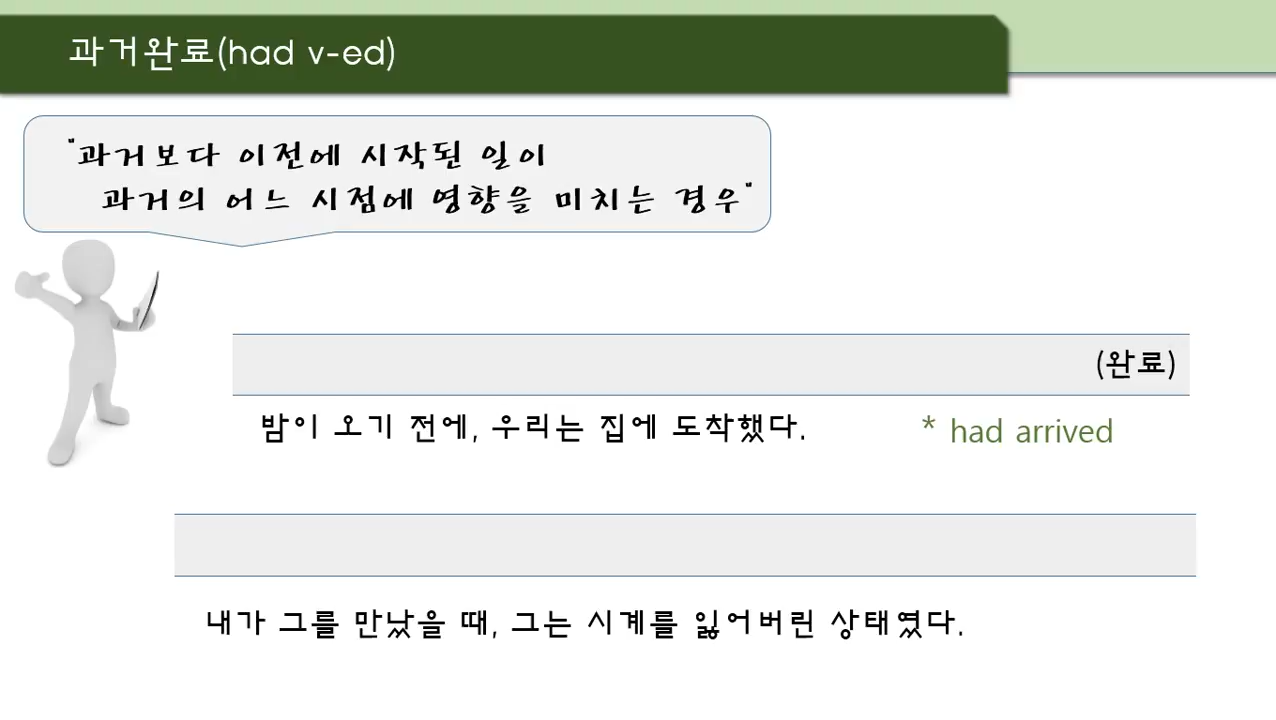 과거완료(had v-ed)
"과거보다 이전에 시작된 일이
과거의 어느 시점에 영향을 미치는 경우"
(완료)
밤이 오기 전에, 우리는 집에 도착했다. * had arrived
내가 그를 만났을 때, 그는 시계를 잃어버린 상태였다.